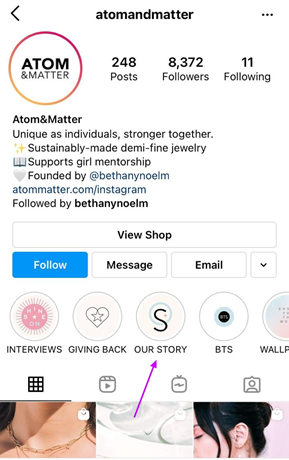 atomandmatter
ATOM
&MATTER
248
Posts
8,372
Followers
11
Following
Atom&Matter
Unique as individuals, stronger together.
✨Sustainably-made demi-fine jewelry
📖Supports girl mentorship
🤍Founded by @bethanynoelm
atommatter.com/instagram
Followed by bethanynoelm
View Shop
Follow Message Email
S
BTS
INTERVIEWS GIVING BACK OUR STORY BTS WALLP